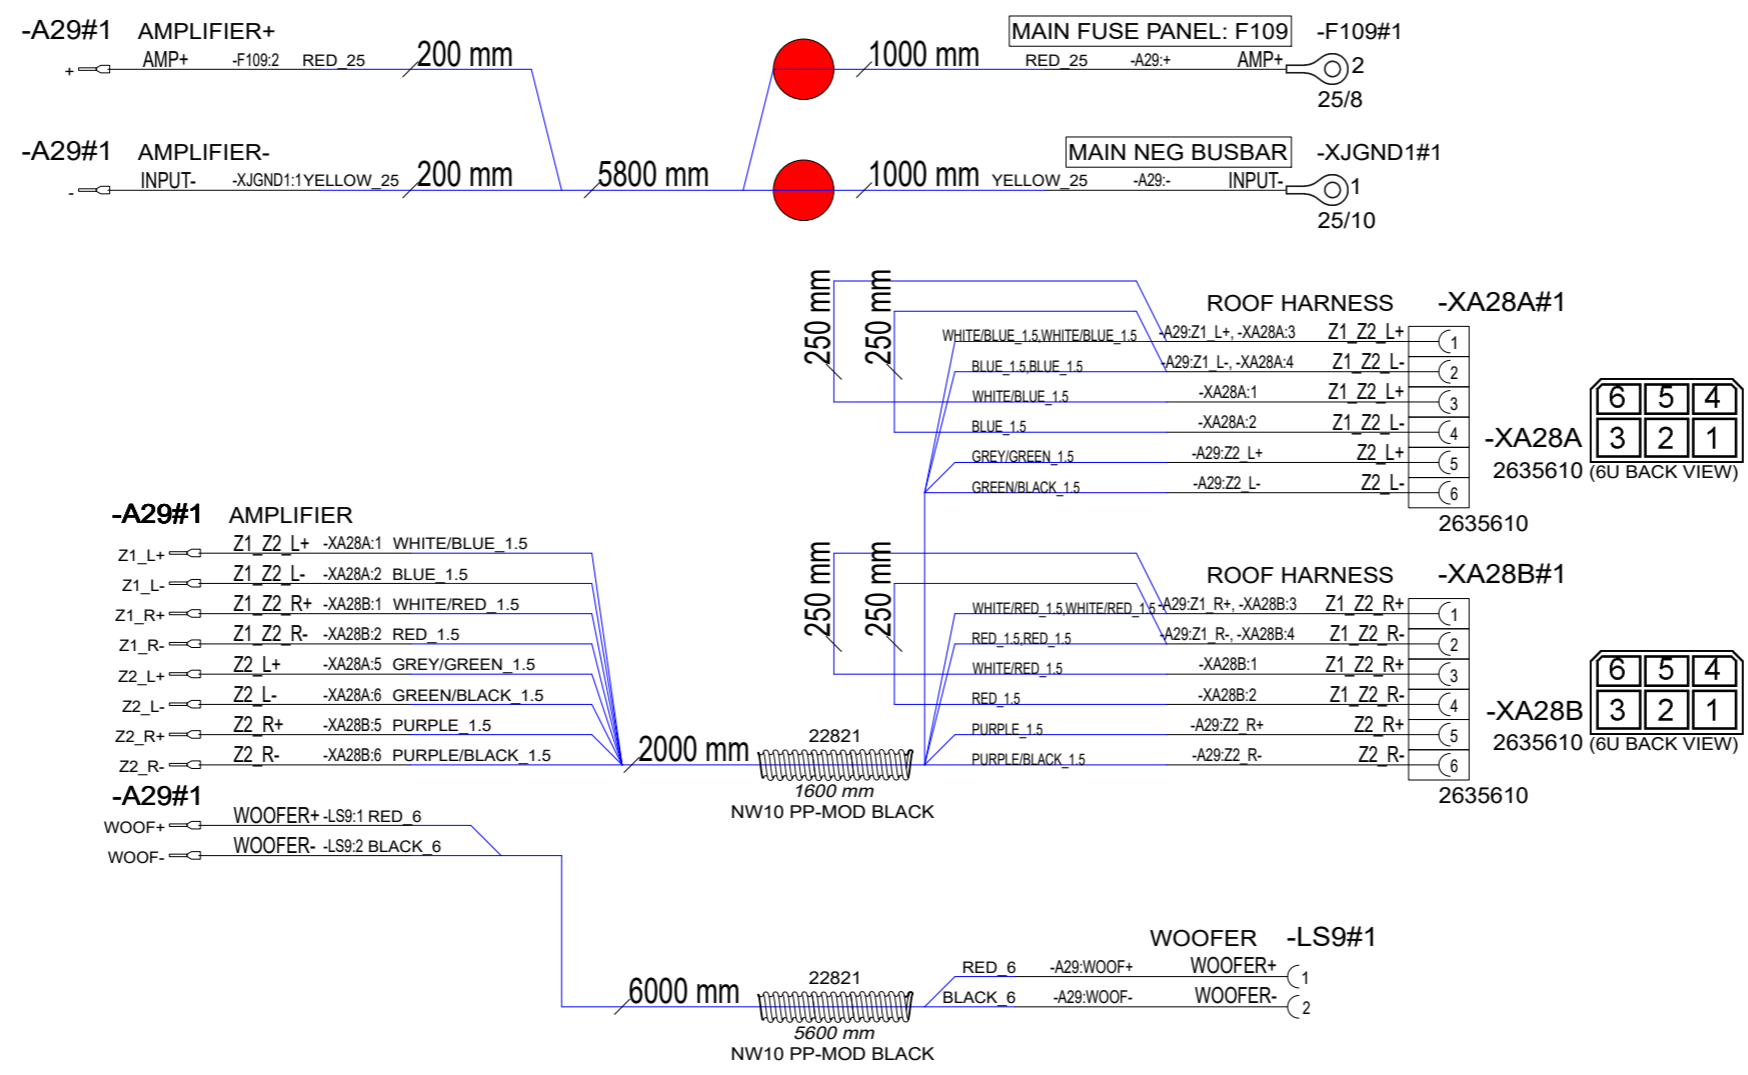 -A29#1 AMPLIFIER+
+ AMP+ -F109:2 RED_25 200 mm
MAIN FUSE PANEL: F109 -F109#1
1000 mm RED_25 -A29:+ AMP+ 2
25/8
-A29#1 AMPLIFIER-
- INPUT- -XJGND1:1 YELLOW_25 200 mm 5800 mm
MAIN NEG BUSBAR -XJGND1#1
1000 mm YELLOW_25 -A29:- INPUT- 1
25/10
250 mm 250 mm
ROOF HARNESS -XA28A#1
WHITE/BLUE_1.5,WHITE/BLUE_1.5 -A29:Z1_L+, -XA28A:3 Z1_Z2_L+ 1
BLUE_1.5,BLUE_1.5 -A29:Z1_L-, -XA28A:4 Z1_Z2_L- 2
WHITE/BLUE_1.5 -XA28A:1 Z1_Z2_L+ 3
BLUE_1.5 -XA28A:2 Z1_Z2_L- 4
GREY/GREEN_1.5 -A29:Z2_L+ Z2_L+ 5
GREEN/BLACK_1.5 -A29:Z2_L- Z2_L- 6
2635610
6 5 4
-XA28A 3 2 1
2635610 (6U BACK VIEW)
-A29#1 AMPLIFIER
Z1_L+ Z1_Z2_L+ -XA28A:1 WHITE/BLUE_1.5
Z1_L- Z1_Z2_L- -XA28A:2 BLUE_1.5
Z1_R+ Z1_Z2_R+ -XA28B:1 WHITE/RED_1.5
Z1_R- Z1_Z2_R- -XA28B:2 RED_1.5
Z2_L+ Z2_L+ -XA28A:5 GREY/GREEN_1.5
Z2_L- Z2_L- -XA28A:6 GREEN/BLACK_1.5
Z2_R+ Z2_R+ -XA28B:5 PURPLE_1.5
Z2_R- Z2_R- -XA28B:6 PURPLE/BLACK_1.5
2000 mm
22821
1600 mm
NW10 PP-MOD BLACK
250 mm 250 mm
ROOF HARNESS -XA28B#1
WHITE/RED_1.5,WHITE/RED_1.5 -A29:Z1_R+, -XA28B:3 Z1_Z2_R+ 1
RED_1.5,RED_1.5 -A29:Z1_R-, -XA28B:4 Z1_Z2_R- 2
WHITE/RED_1.5 -XA28B:1 Z1_Z2_R+ 3
RED_1.5 -XA28B:2 Z1_Z2_R- 4
PURPLE_1.5 -A29:Z2_R+ Z2_R+ 5
PURPLE/BLACK_1.5 -A29:Z2_R- Z2_R- 6
2635610
6 5 4
-XA28B 3 2 1
2635610 (6U BACK VIEW)
-A29#1
WOOF+ WOOFER+ -LS9:1 RED_6
WOOF- WOOFER- -LS9:2 BLACK_6
6000 mm
22821
5600 mm
NW10 PP-MOD BLACK
WOOFER -LS9#1
RED_6 -A29:WOOF+ WOOFER+ 1
BLACK_6 -A29:WOOF- WOOFER- 2